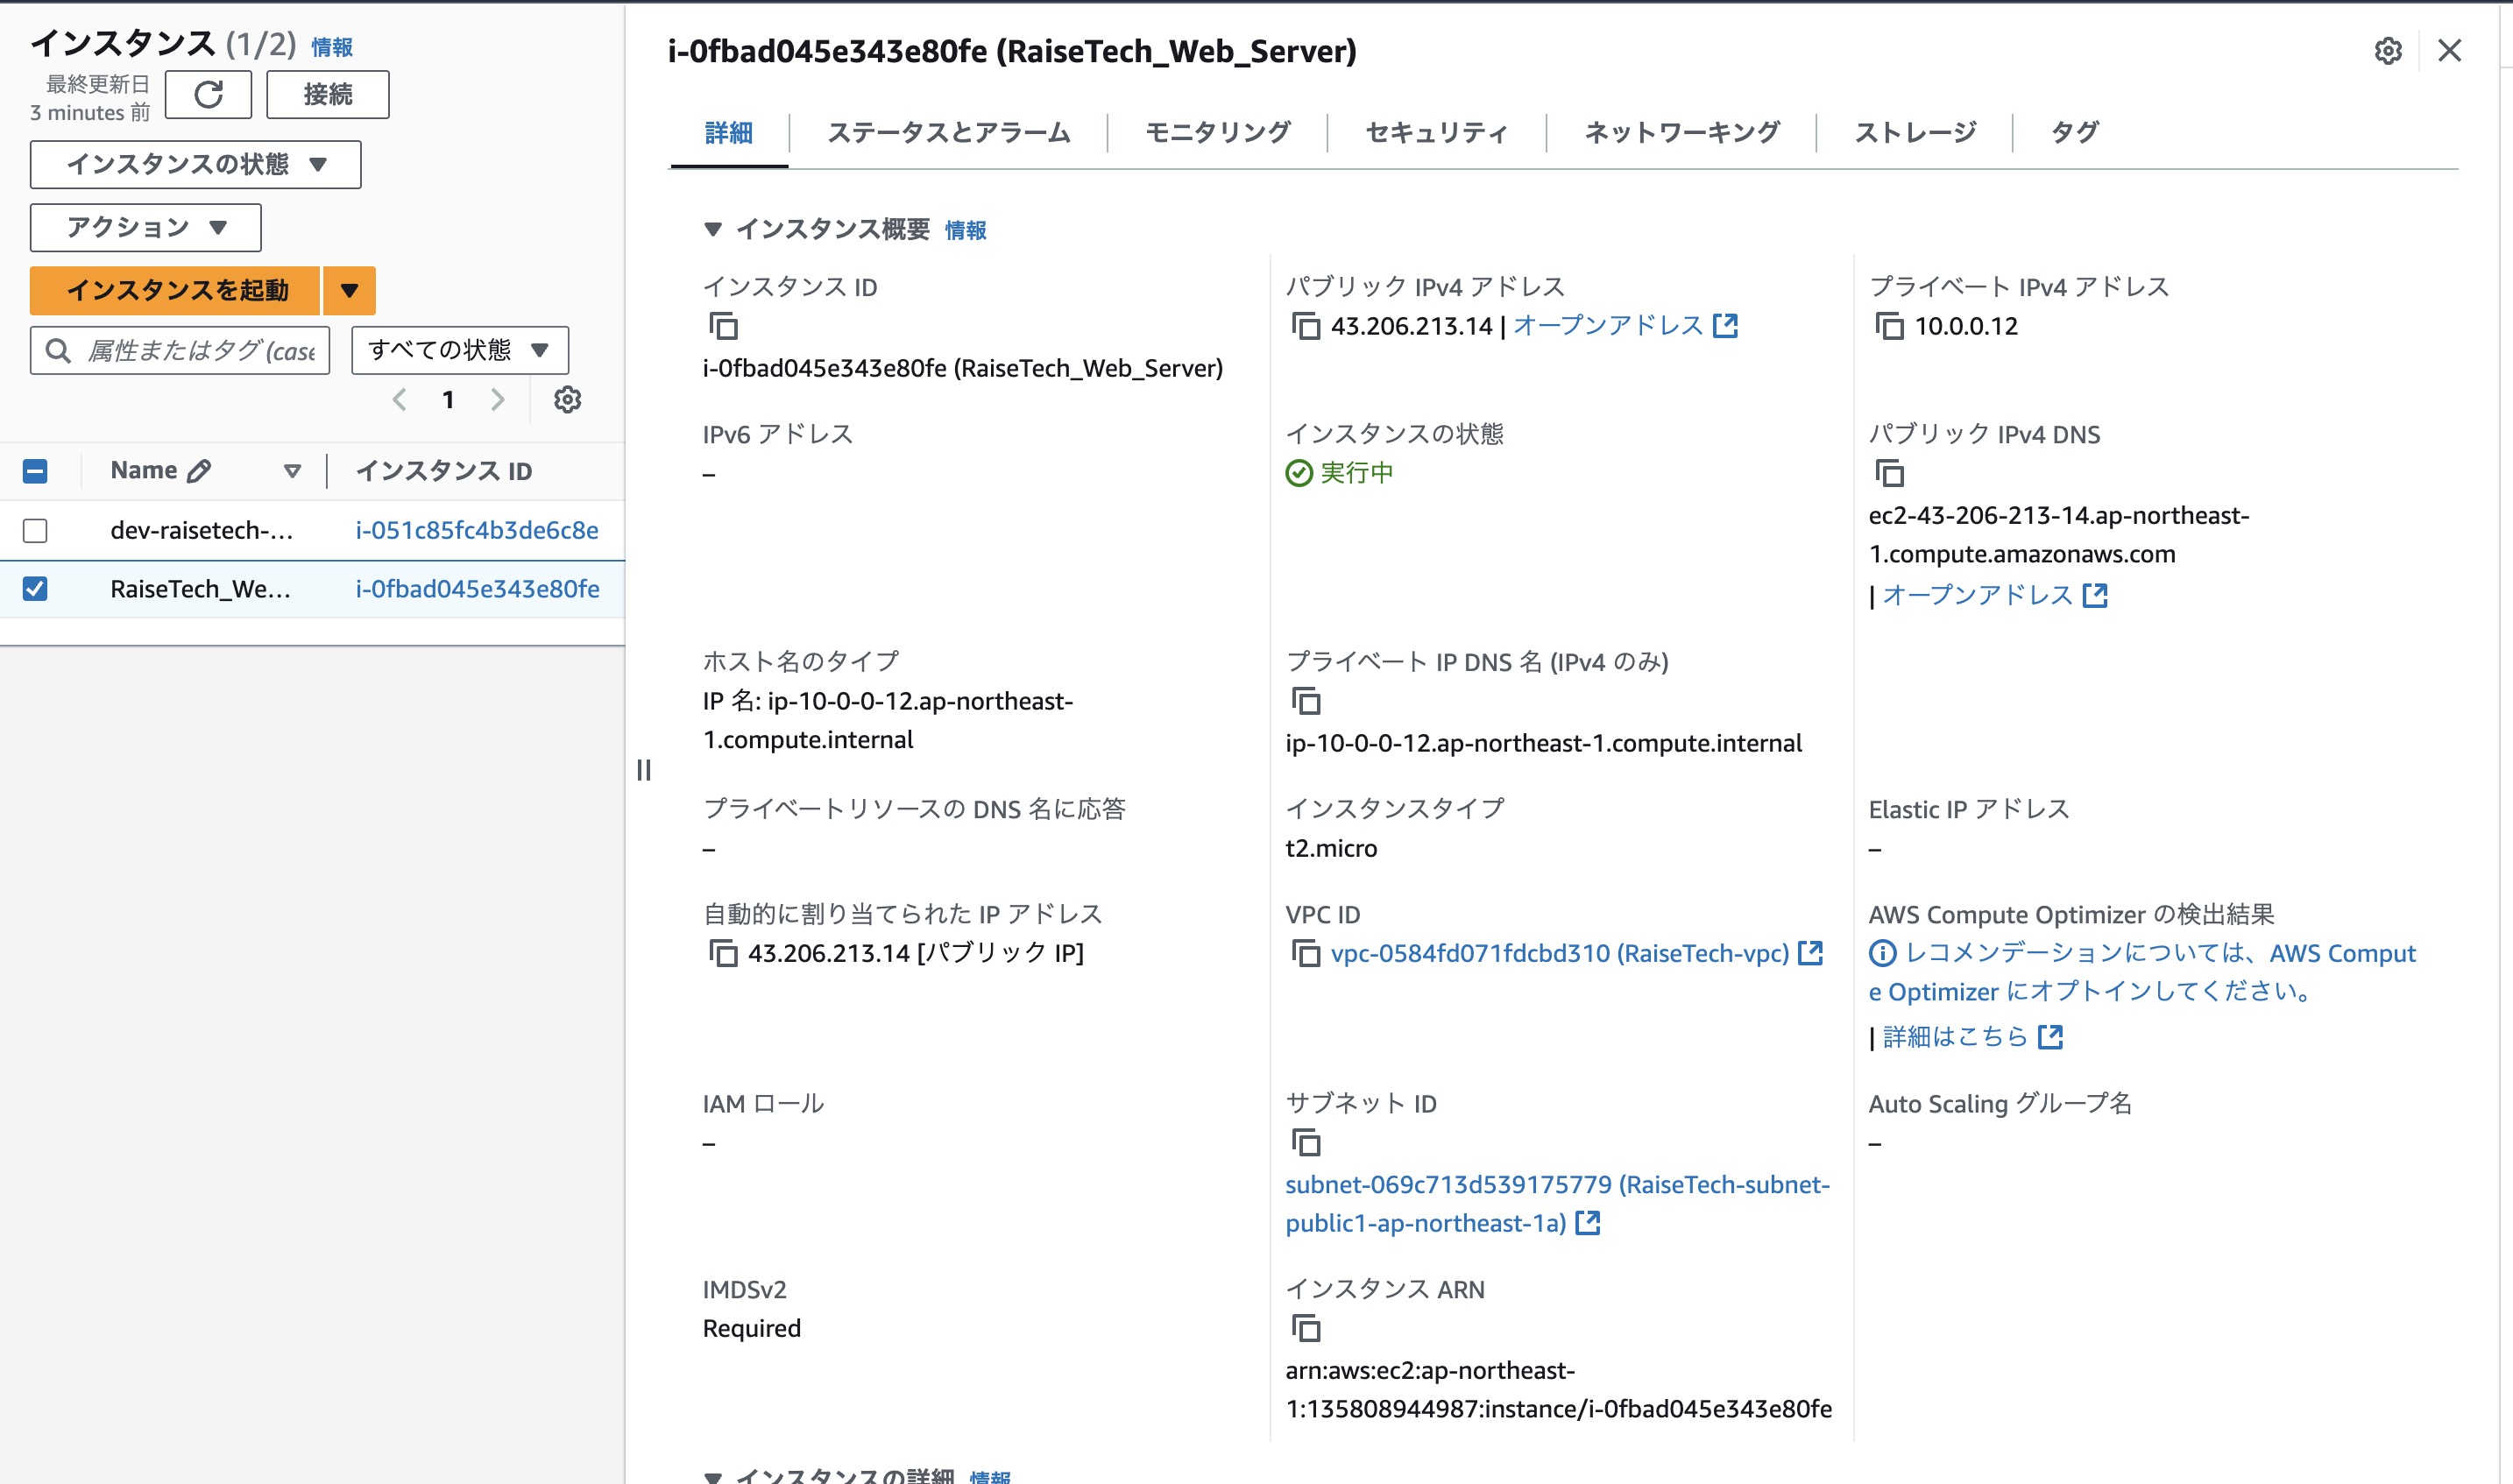 インスタンス (1/2) 情報
最終更新日
3 minutes 前
接続
インスタンスの状態
アクション
インスタンスを起動
属性またはタグ (case
すべての状態
1
Name インスタンス ID
dev-raisetech-... i-051c85fc4b3de6c8e
RaiseTech_We... i-0fbad045e343e80fe
i-0fbad045e343e80fe (RaiseTech_Web_Server)
詳細 ステータスとアラーム モニタリング セキュリティ ネットワーキング ストレージ タグ
インスタンス概要 情報
インスタンス ID
i-0fbad045e343e80fe (RaiseTech_Web_Server)
パブリック IPv4 アドレス
43.206.213.14 | オープンアドレス
プライベート IPv4 アドレス
10.0.0.12
IPv6 アドレス
–
インスタンスの状態
実行中
パブリック IPv4 DNS
ec2-43-206-213-14.ap-northeast-
1.compute.amazonaws.com
| オープンアドレス
ホスト名のタイプ
IP 名: ip-10-0-0-12.ap-northeast-
1.compute.internal
プライベート IP DNS 名 (IPv4 のみ)
ip-10-0-0-12.ap-northeast-1.compute.internal
プライベートリソースの DNS 名に応答
–
インスタンスタイプ
t2.micro
Elastic IP アドレス
–
自動的に割り当てられた IP アドレス
43.206.213.14 [パブリック IP]
VPC ID
vpc-0584fd071fdcbd310 (RaiseTech-vpc)
AWS Compute Optimizer の検出結果
レコメンデーションについては、AWS Comput
e Optimizer にオプトインしてください。
| 詳細はこちら
IAM ロール
–
サブネット ID
subnet-069c713d539175779 (RaiseTech-subnet-
public1-ap-northeast-1a)
Auto Scaling グループ名
–
IMDSv2
Required
インスタンス ARN
arn:aws:ec2:ap-northeast-
1:135808944987:instance/i-0fbad045e343e80fe
インスタンスの詳細 情報